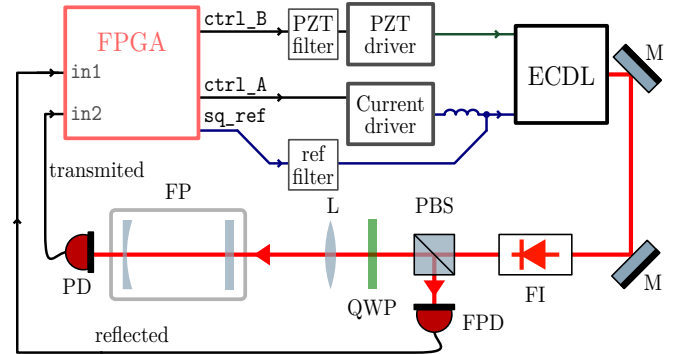 FPGA
in1
in2
ctrl_B
ctrl_A
sq_ref
PZT
filter
PZT
driver
Current
driver
ref
filter
ECDL
M
transmited
FP
L
PBS
PD
QWP
FI
M
FPD
reflected